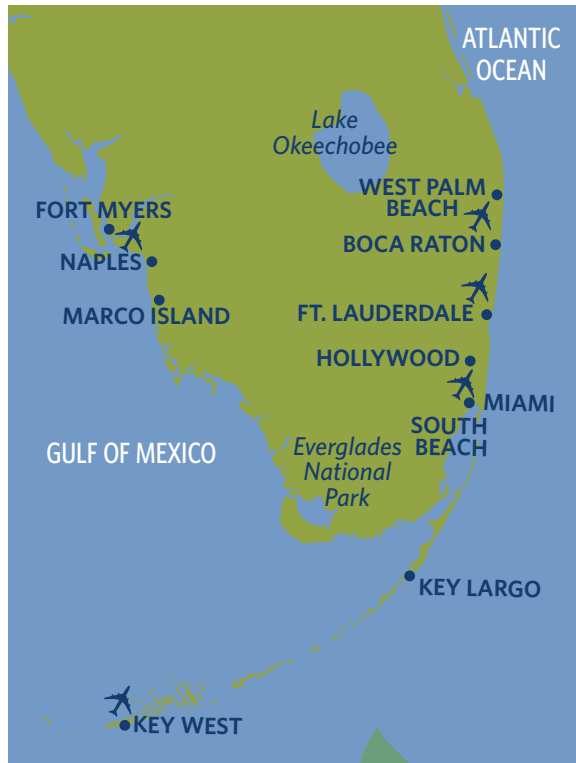 ATLANTIC
OCEAN
Lake
Okeechobee
WEST PALM
BEACH
FORT MYERS
BOCA RATON
NAPLES
MARCO ISLAND
FT. LAUDERDALE
HOLLYWOOD
MIAMI
SOUTH
BEACH
GULF OF MEXICO
Everglades
National
Park
KEY LARGO
KEY WEST